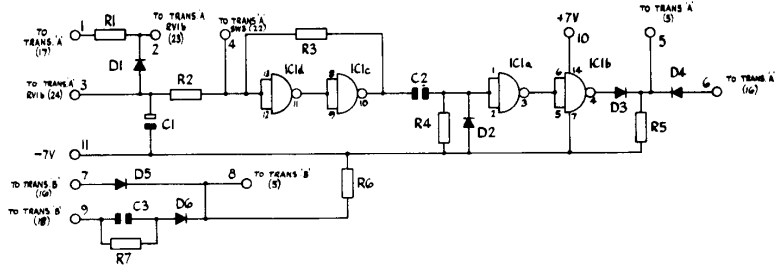 1 R1
TO TRANS.'A' (17)
2
TO TRANS.'A' RV1b (23)
TO TRANS.'A' SW5 (22)
4
D1
R3
IC1d
IC1c
+7V
10
TO TRANS.'A' (5)
5
TO TRANS.'A' RV1b (24)
3
R2
13
12
11
8
9
10
C2
IC1a
1
2
3
IC1b
6
5
14
4
7
D3
D4
6
TO TRANS.'A' (16)
C1
R4
D2
R5
-7V
11
TO TRANS.'B' (16)
7
D5
8
TO TRANS.'B' (5)
R6
TO TRANS.'B' (18)
9
C3
D6
R7